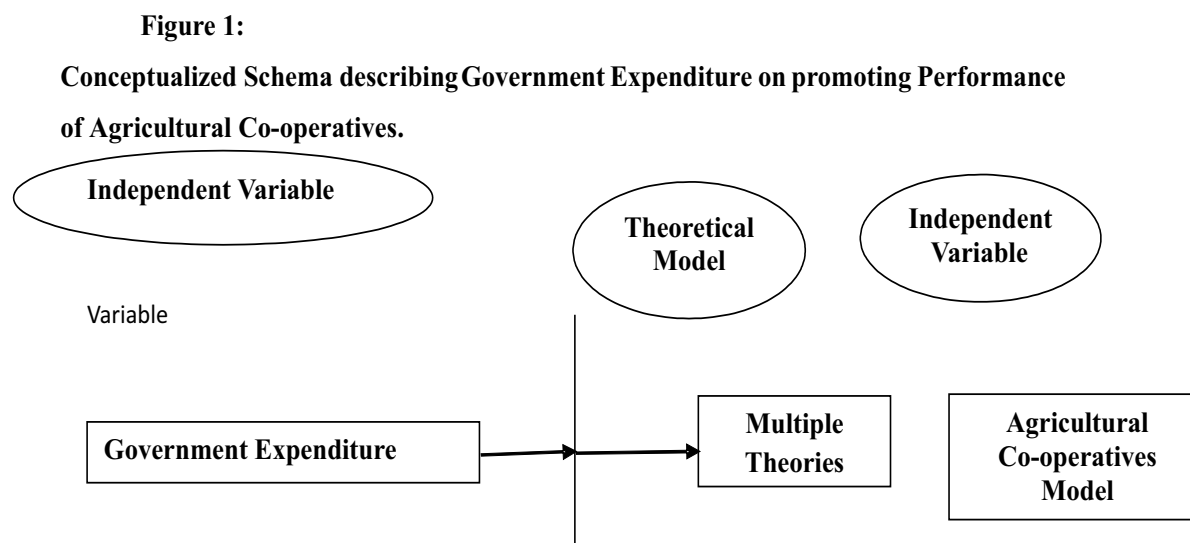 Figure 1:
Conceptualized Schema describing Government Expenditure on promoting Performance
of Agricultural Co-operatives.
Independent Variable
Theoretical
Model
Independent
Variable
Variable
Government Expenditure
Multiple
Theories
Agricultural
Co-operatives
Model